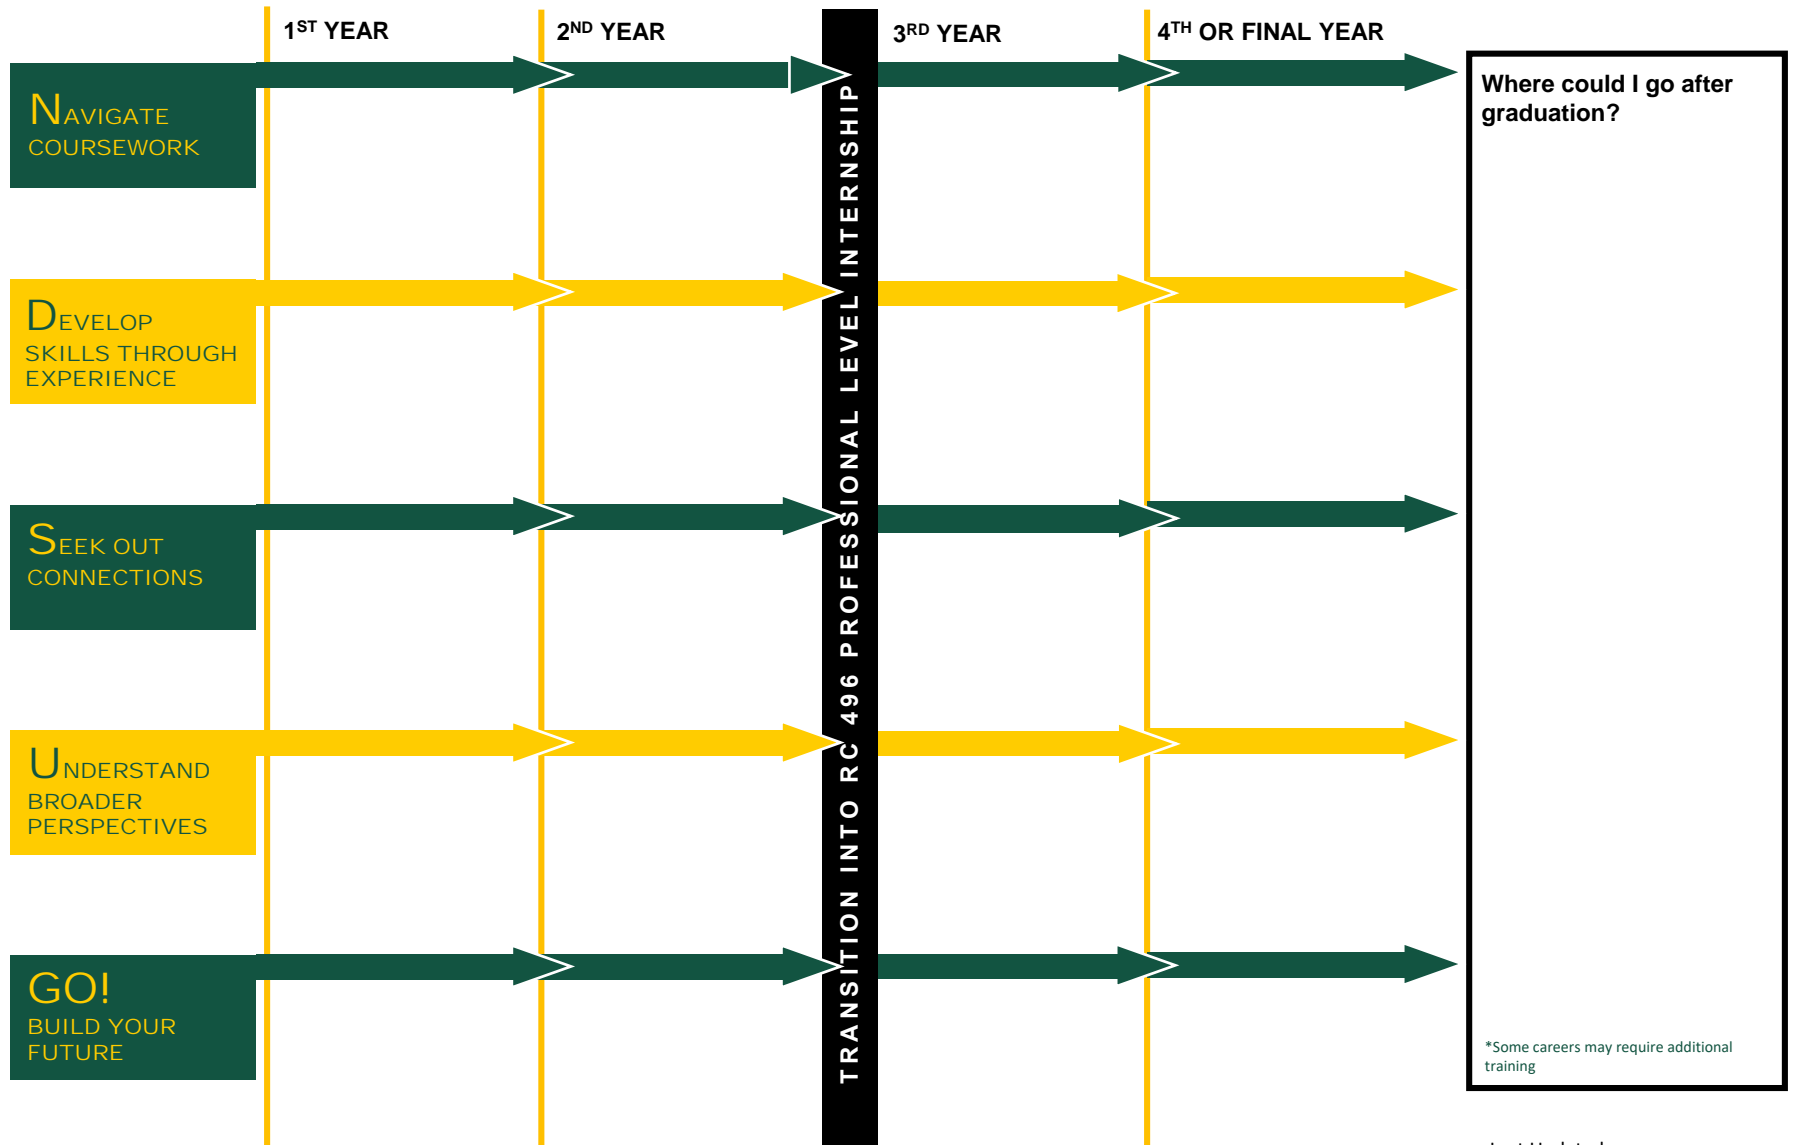 1ST YEAR
2ND YEAR
3RD YEAR
4TH OR FINAL YEAR
NAVIGATE
COURSEWORK
DEVELOP
SKILLS THROUGH
EXPERIENCE
SEEK OUT
CONNECTIONS
UNDERSTAND
BROADER
PERSPECTIVES
GO!
BUILD YOUR
FUTURE
TRANSITION INTO RC 496 PROFESSIONAL LEVEL INTERNSHIP
Where could I go after
graduation?
*Some careers may require additional
training
Last Updated